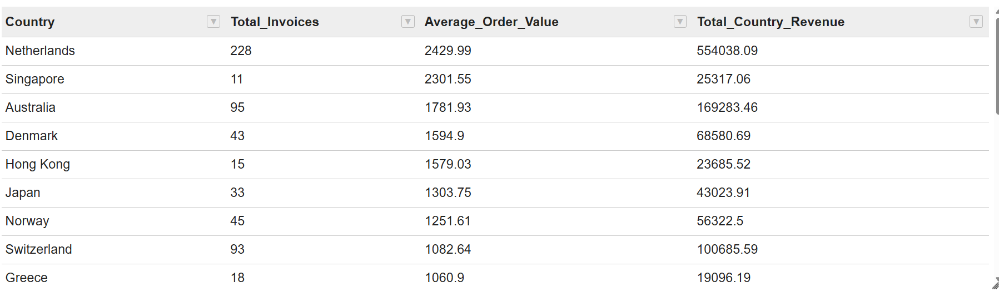 Country Total_Invoices Average_Order_Value Total_Country_Revenue
Netherlands 228 2429.99 554038.09
Singapore 11 2301.55 25317.06
Australia 95 1781.93 169283.46
Denmark 43 1594.9 68580.69
Hong Kong 15 1579.03 23685.52
Japan 33 1303.75 43023.91
Norway 45 1251.61 56322.5
Switzerland 93 1082.64 100685.59
Greece 18 1060.9 19096.19